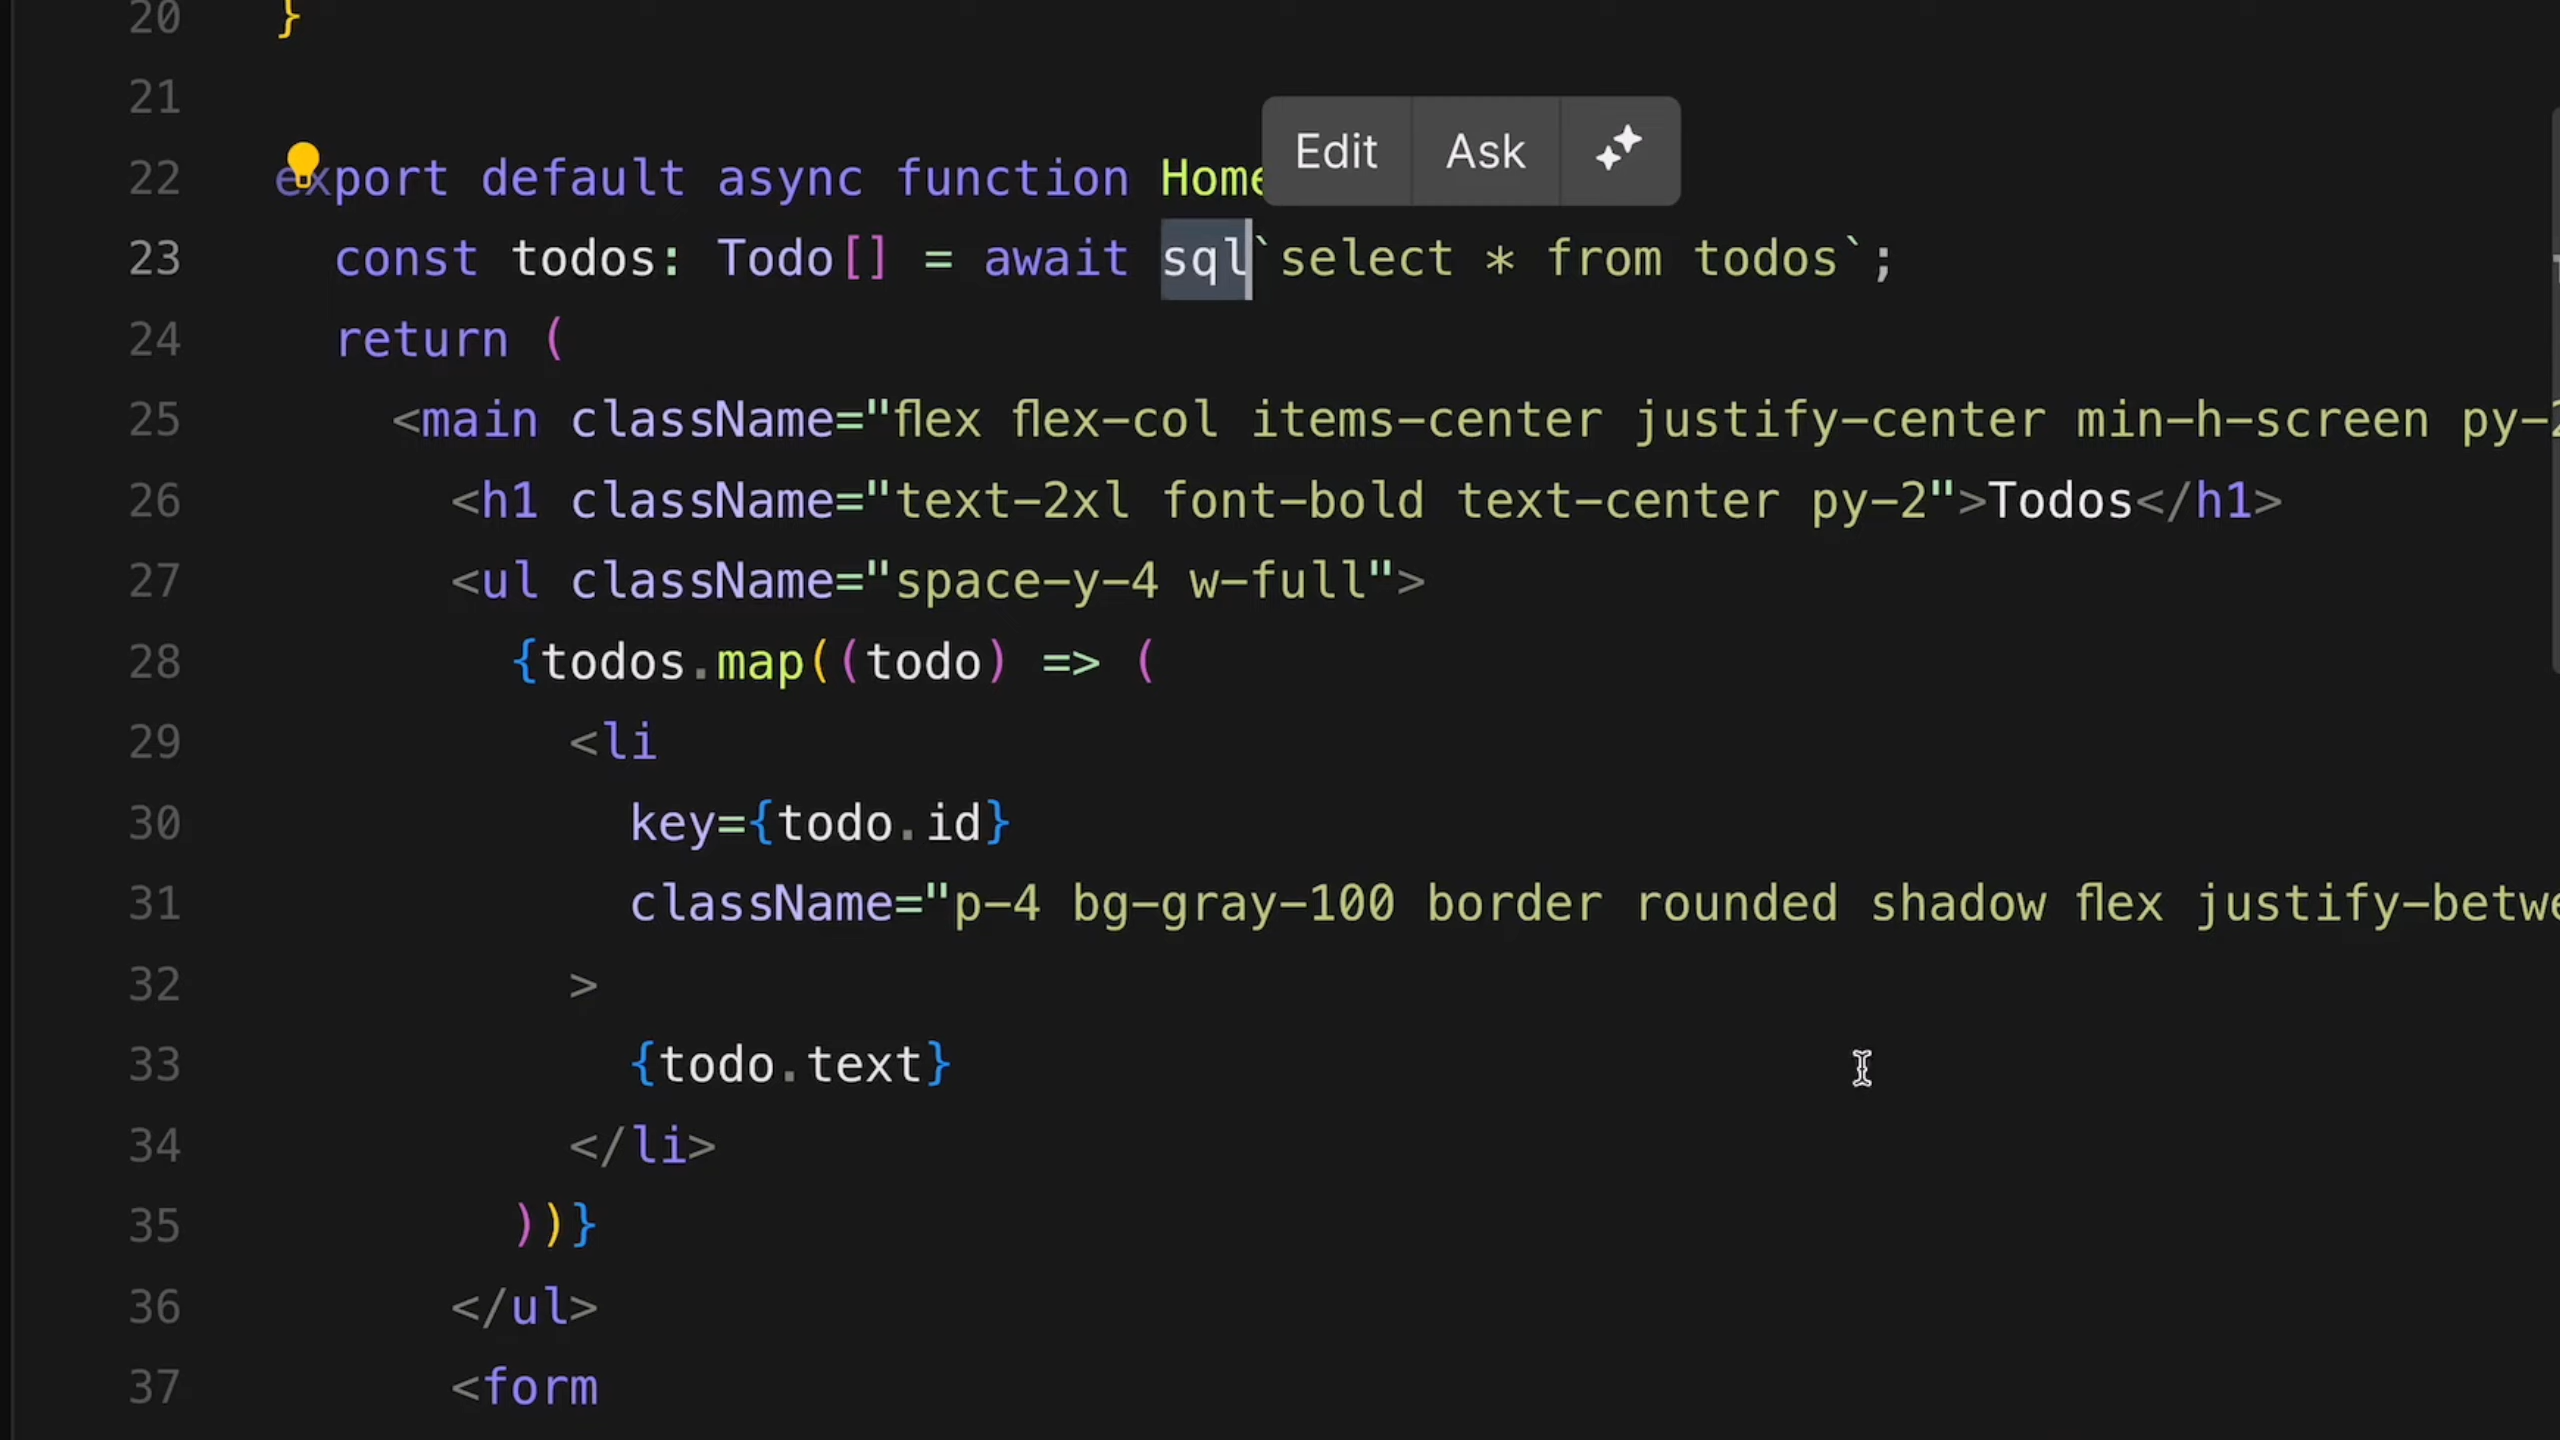 20 }
21
Edit Ask
22 export default async function Home
23 const todos: Todo[] = await sql`select * from todos`;
24 return (
25 <main className="flex flex-col items-center justify-center min-h-screen py-2
26 <h1 className="text-2xl font-bold text-center py-2">Todos</h1>
27 <ul className="space-y-4 w-full">
28 {todos.map((todo) => (
29 <li
30 key={todo.id}
31 className="p-4 bg-gray-100 border rounded shadow flex justify-betwe
32 >
33 {todo.text}
34 </li>
35 ))}
36 </ul>
37 <form